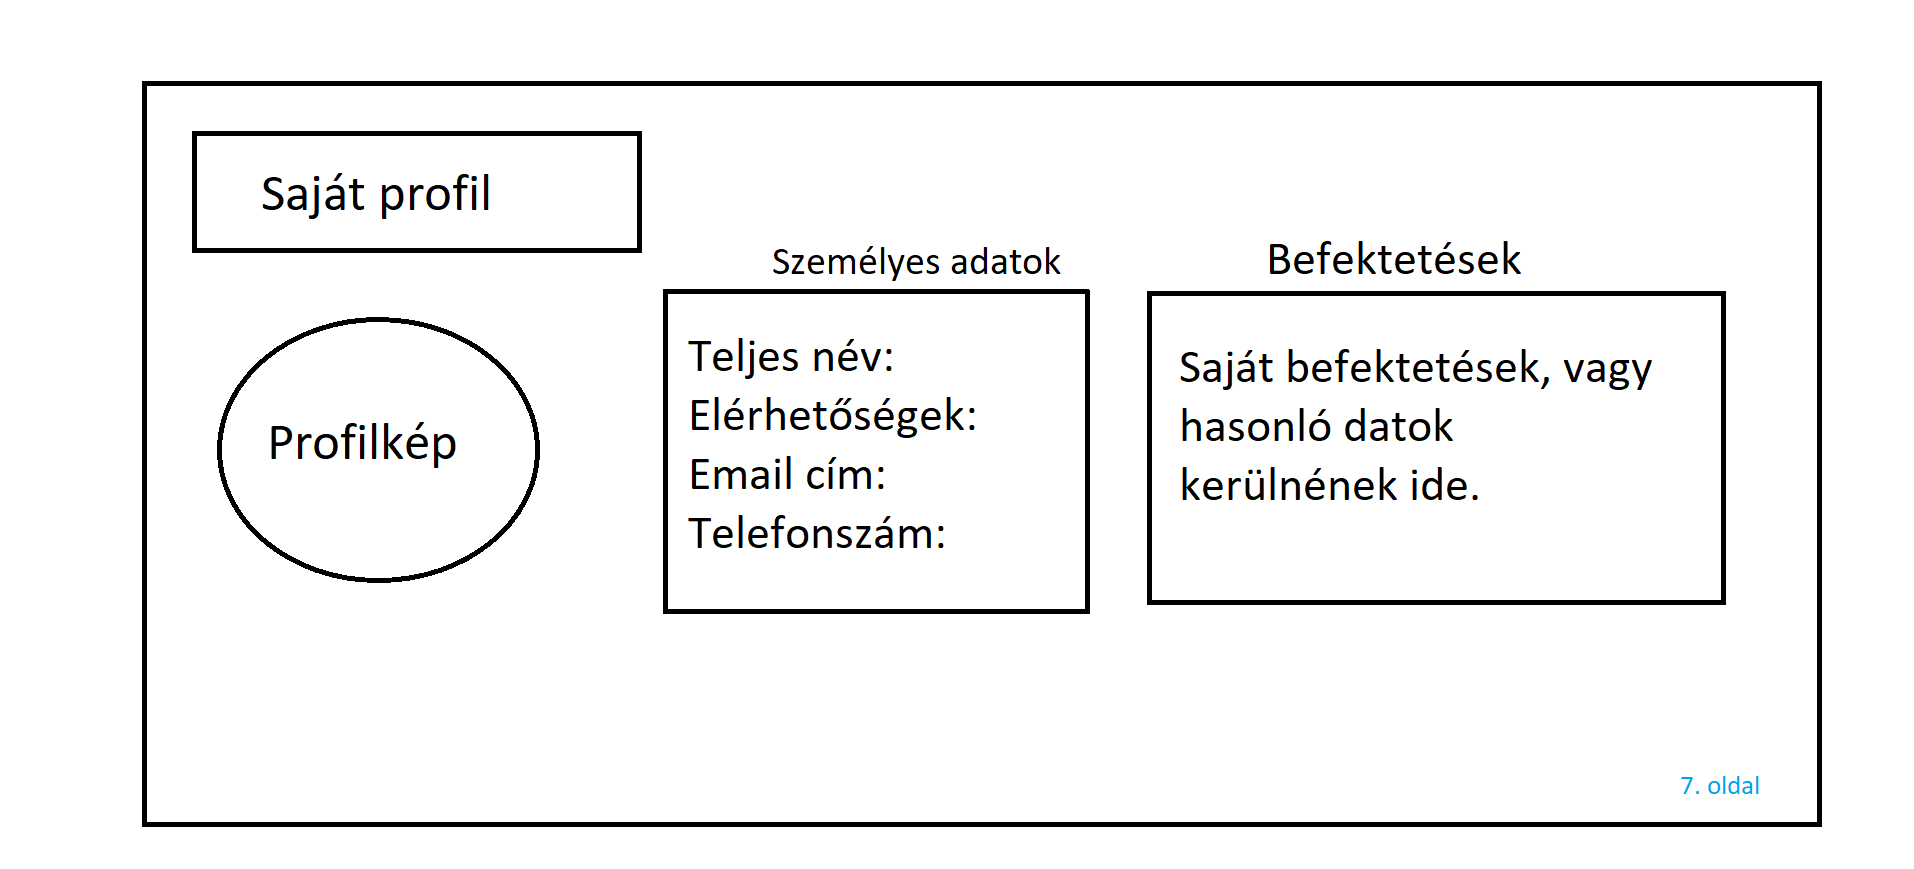 Saját profil
Profilkép
Személyes adatok
Teljes név:
Elérhetőségek:
Email cím:
Telefonszám:
Befektetések
Saját befektetések, vagy
hasonló datok
kerülnének ide.
7. oldal